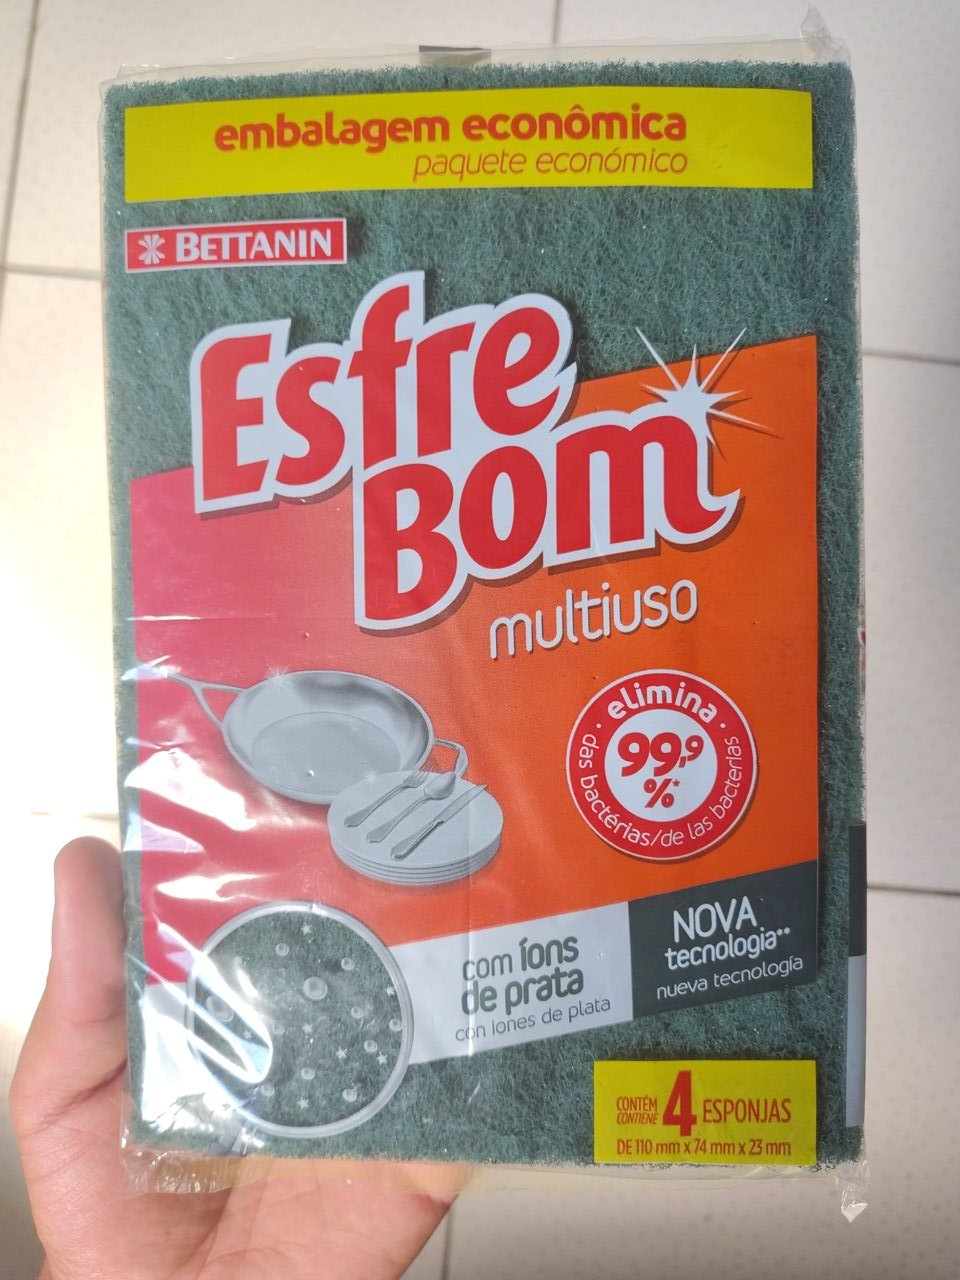 embalagem econômica
paquete económico
BETTANIN
Esfre
Bom
multiuso
elimina
99,9
%*
das bactérias/de las bacterias
com íons
de prata
con iones de plata
NOVA
tecnologia**
nueva tecnología
CONTÉM
CONTIENE
4 ESPONJAS
DE 110 mm x 74 mm x 23 mm